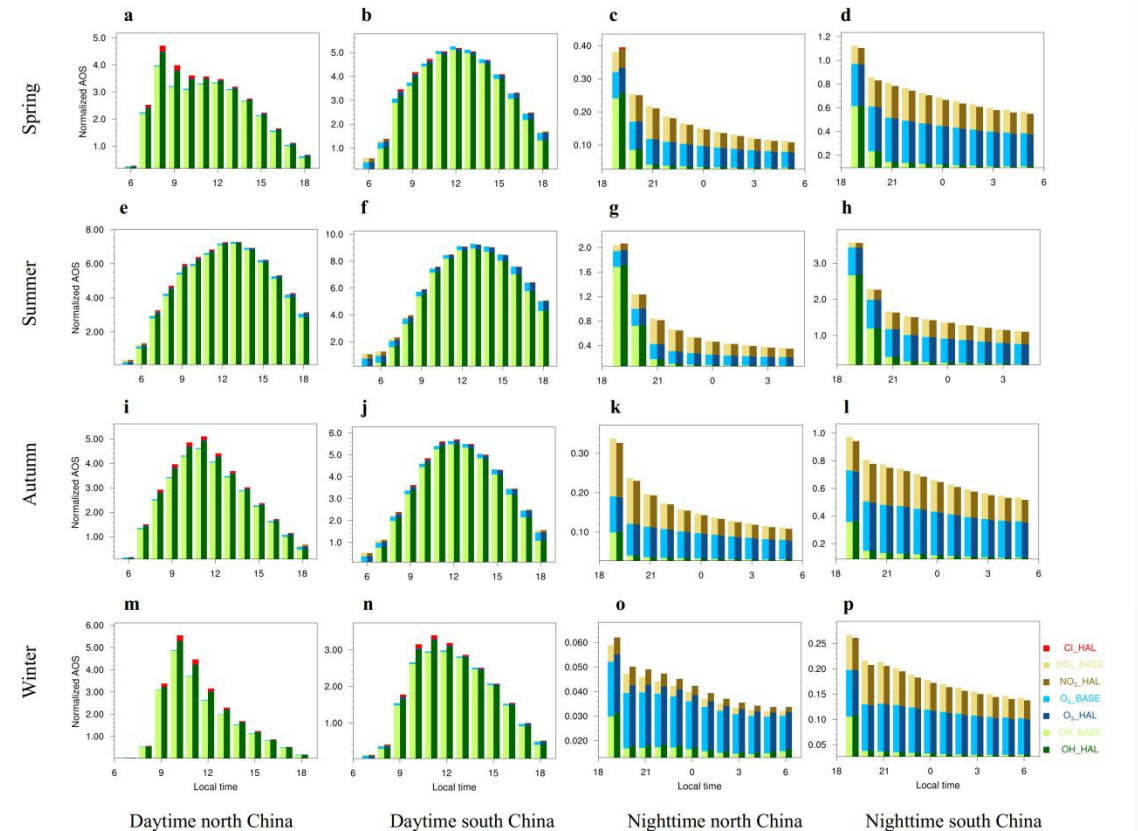 a b c d
Spring
Normalized AOS
5.0
4.0
3.0
2.0
1.0
6 9 12 15 18
5.0
4.0
3.0
2.0
1.0
6 9 12 15 18
0.40
0.30
0.20
0.10
18 21 0 3 6
1.2
1.0
0.8
0.6
0.4
0.2
18 21 0 3 6
e f g h
Summer
Normalized AOS
8.00
6.00
4.00
2.00
6 9 12 15 18
10.0
8.0
6.0
4.0
2.0
6 9 12 15 18
2.0
1.6
1.2
0.8
0.4
18 21 0 3
3.0
2.0
1.0
18 21 0 3
i j k l
Autumn
Normalized AOS
5.00
4.00
3.00
2.00
1.00
6 9 12 15 18
6.0
5.0
4.0
3.0
2.0
1.0
6 9 12 15 18
0.30
0.20
0.10
18 21 0 3 6
1.0
0.8
0.6
0.4
0.2
18 21 0 3 6
m n o p
Winter
Normalized AOS
6.00
5.00
4.00
3.00
2.00
1.00
6 9 12 15 18
Local time
3.00
2.00
1.00
6 9 12 15 18
Local time
0.060
0.050
0.040
0.030
0.020
18 21 0 3 6
Local time
0.25
0.20
0.15
0.10
0.05
18 21 0 3 6
Local time
Cl_HAL
NO₃_BASE
NO₃_HAL
O₃_BASE
O₃_HAL
OH_BASE
OH_HAL
Daytime north China Daytime south China Nighttime north China Nighttime south China